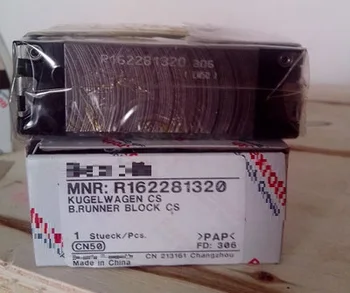 R162281320 306
(CN50)
MNR: R162281320
KUGELWAGEN CS
B.RUNNER BLOCK CS
1 Stueck/Pcs. >PAP<
(CN50) FD: 306
Made in China CN 213161 Changzhou